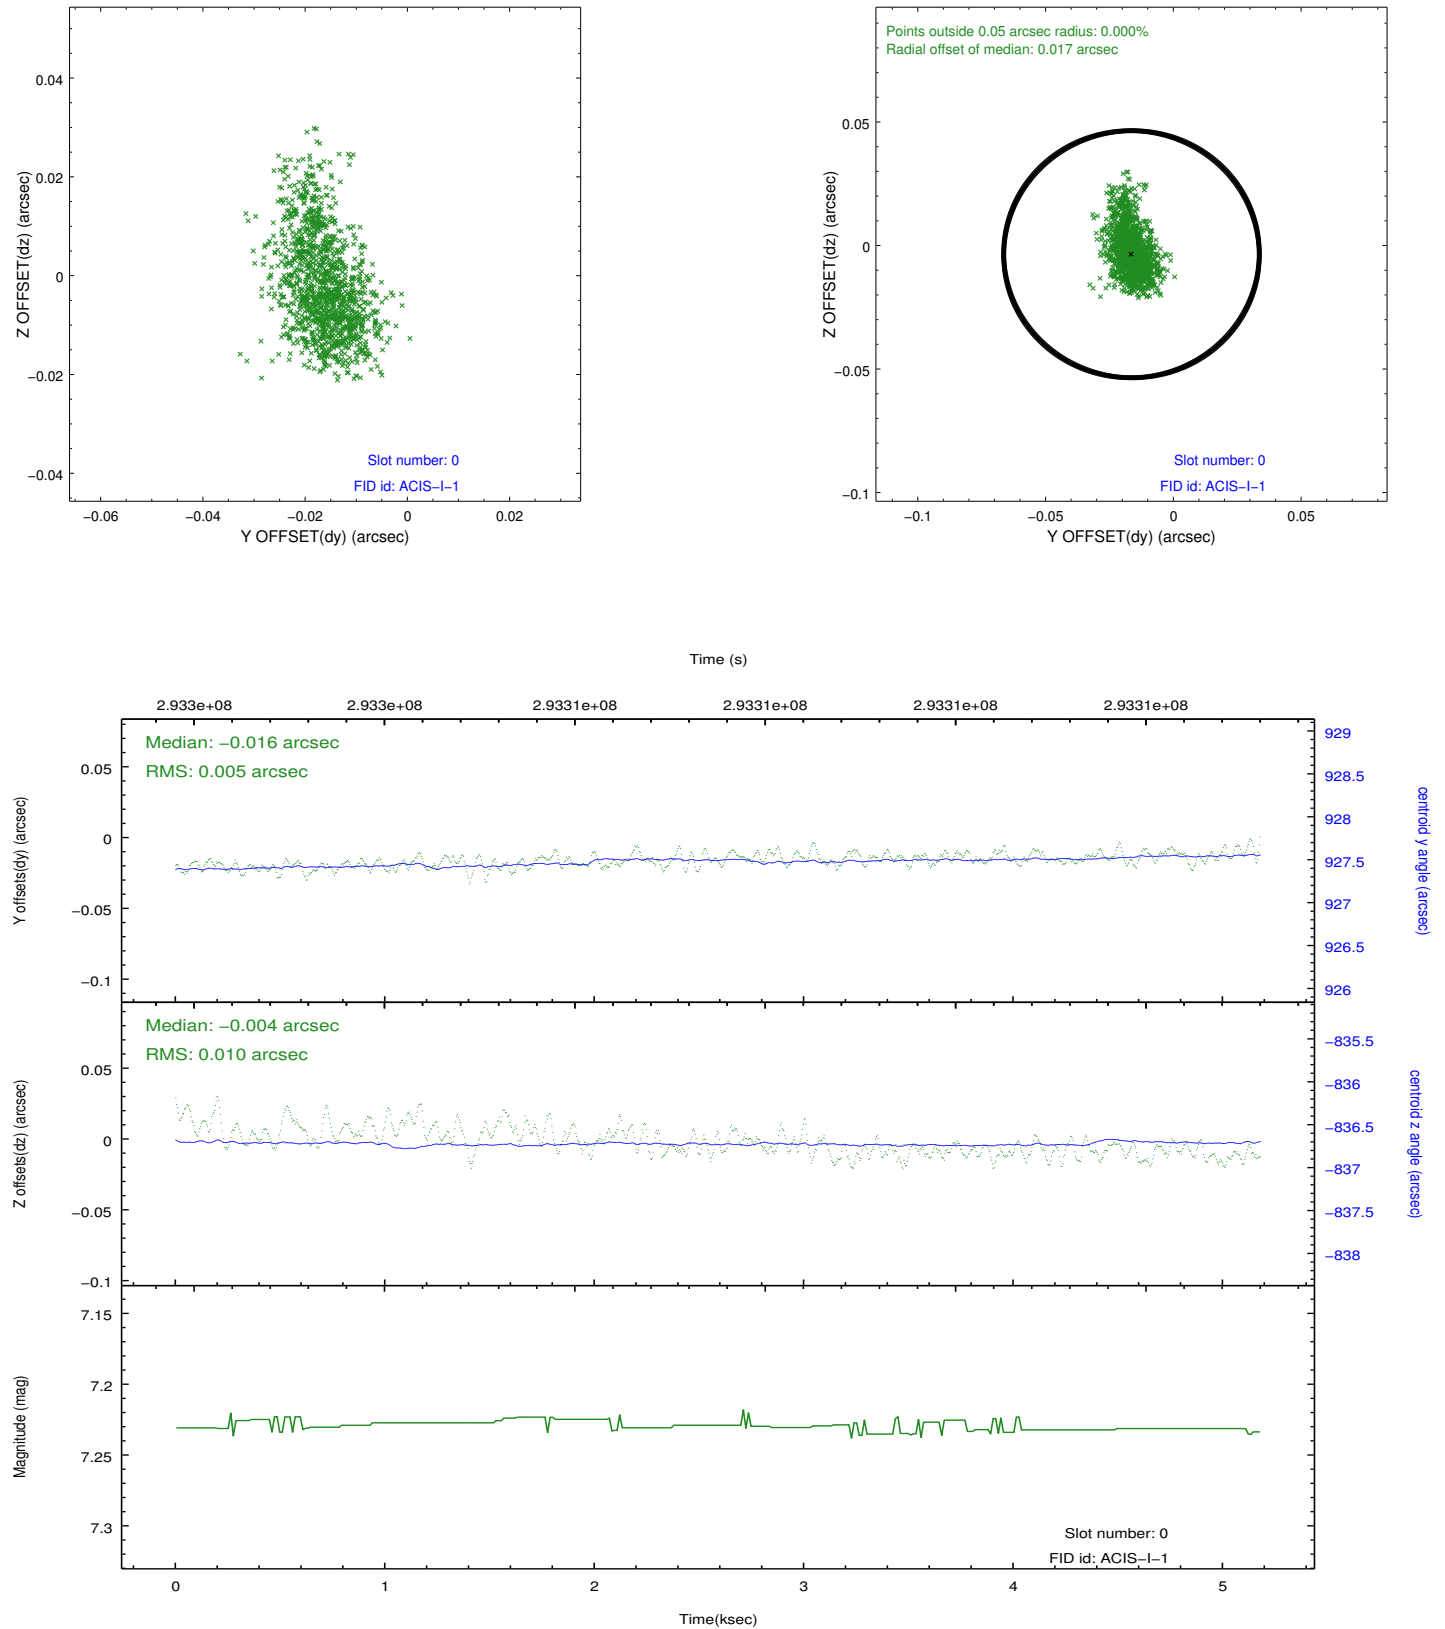 0.04
0.02
0
−0.02
−0.04
Z OFFSET(dz) (arcsec)
Slot number: 0
FID id: ACIS−I−1
−0.06
−0.04
−0.02
0
0.02
Y OFFSET(dy) (arcsec)
Points outside 0.05 arcsec radius: 0.000%
Radial offset of median: 0.017 arcsec
0.05
0
−0.05
−0.1
Z OFFSET(dz) (arcsec)
Slot number: 0
FID id: ACIS−I−1
−0.1
−0.05
0
0.05
Y OFFSET(dy) (arcsec)
Time (s)
2.933e+08
2.933e+08
2.9331e+08
2.9331e+08
2.9331e+08
2.9331e+08
Median: −0.016 arcsec
RMS: 0.005 arcsec
0.05
0
−0.05
−0.1
Y offsets(dy) (arcsec)
929
928.5
928
927.5
927
926.5
926
centroid y angle (arcsec)
Median: −0.004 arcsec
RMS: 0.010 arcsec
0.05
0
−0.05
−0.1
Z offsets(dz) (arcsec)
−835.5
−836
−836.5
−837
−837.5
−838
centroid z angle (arcsec)
7.15
7.2
7.25
7.3
Magnitude (mag)
Slot number: 0
FID id: ACIS−I−1
0
1
2
3
4
5
Time(ksec)